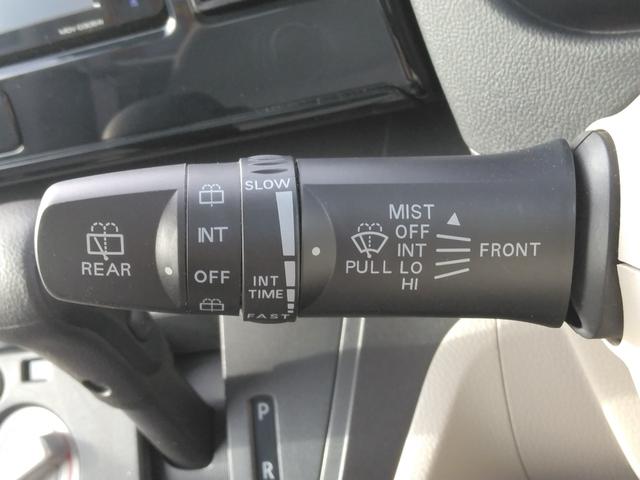 REAR
INT
OFF
SLOW
INT
TIME
FAST
PULL
MIST
OFF
INT
LO
HI
FRONT
P
R